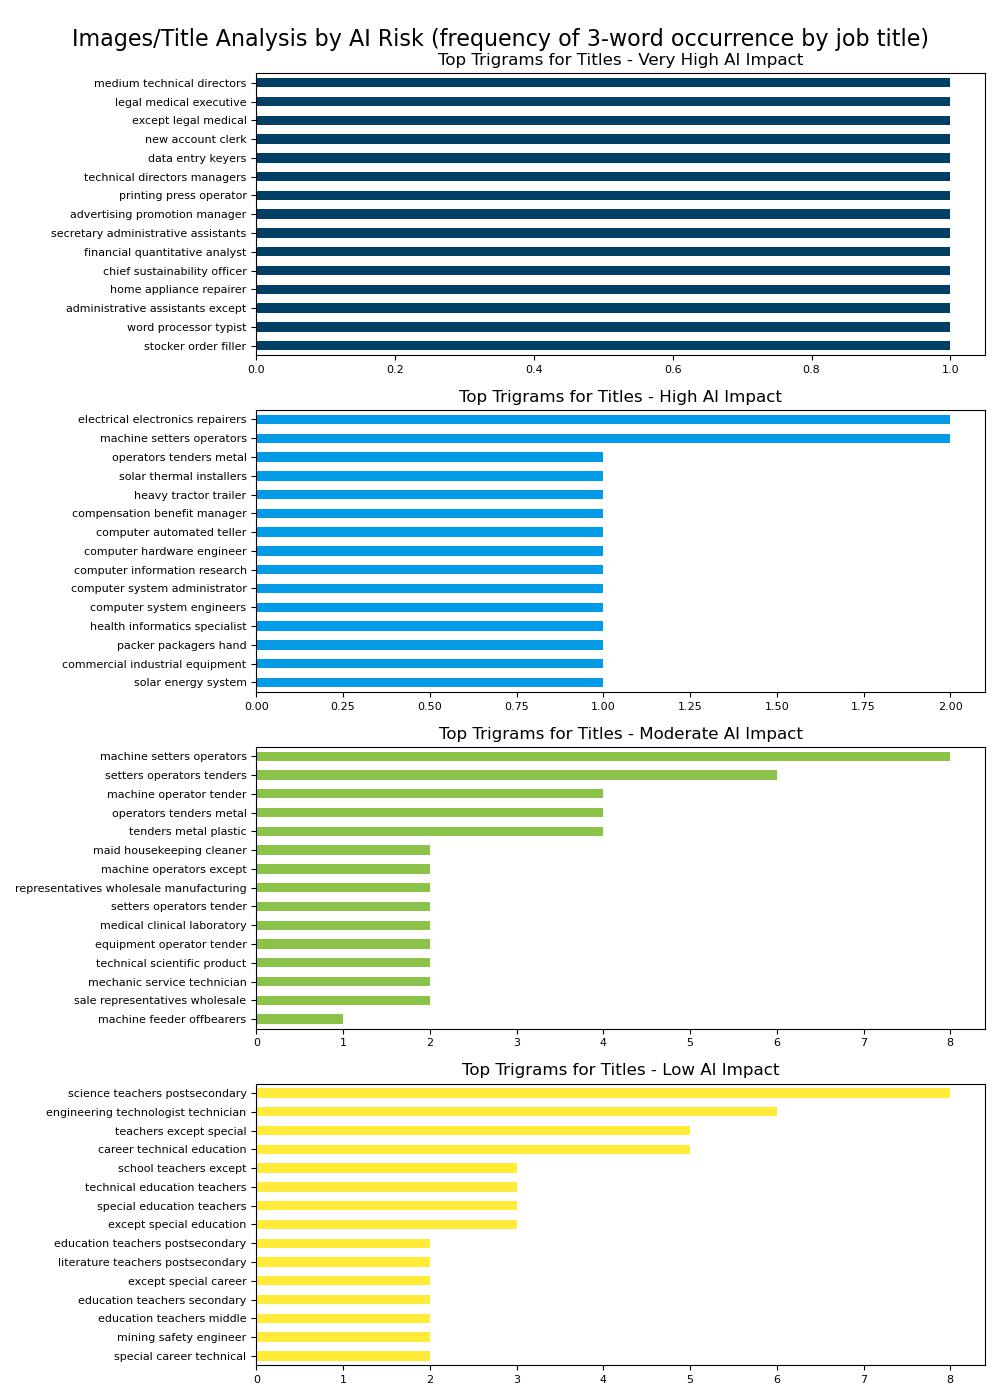 Images/Title Analysis by AI Risk (frequency of 3-word occurrence by job title)
Top Trigrams for Titles - Very High AI Impact
medium technical directors
legal medical executive
except legal medical
new account clerk
data entry keyers
technical directors managers
printing press operator
advertising promotion manager
secretary administrative assistants
financial quantitative analyst
chief sustainability officer
home appliance repairer
administrative assistants except
word processor typist
stocker order filler
0.0 0.2 0.4 0.6 0.8 1.0
Top Trigrams for Titles - High AI Impact
electrical electronics repairers
machine setters operators
operators tenders metal
solar thermal installers
heavy tractor trailer
compensation benefit manager
computer automated teller
computer hardware engineer
computer information research
computer system administrator
computer system engineers
health informatics specialist
packer packagers hand
commercial industrial equipment
solar energy system
0.00 0.25 0.50 0.75 1.00 1.25 1.50 1.75 2.00
Top Trigrams for Titles - Moderate AI Impact
machine setters operators
setters operators tenders
machine operator tender
operators tenders metal
tenders metal plastic
maid housekeeping cleaner
machine operators except
representatives wholesale manufacturing
setters operators tender
medical clinical laboratory
equipment operator tender
technical scientific product
mechanic service technician
sale representatives wholesale
machine feeder offbearers
0 1 2 3 4 5 6 7 8
Top Trigrams for Titles - Low AI Impact
science teachers postsecondary
engineering technologist technician
teachers except special
career technical education
school teachers except
technical education teachers
special education teachers
except special education
education teachers postsecondary
literature teachers postsecondary
except special career
education teachers secondary
education teachers middle
mining safety engineer
special career technical
0 1 2 3 4 5 6 7 8